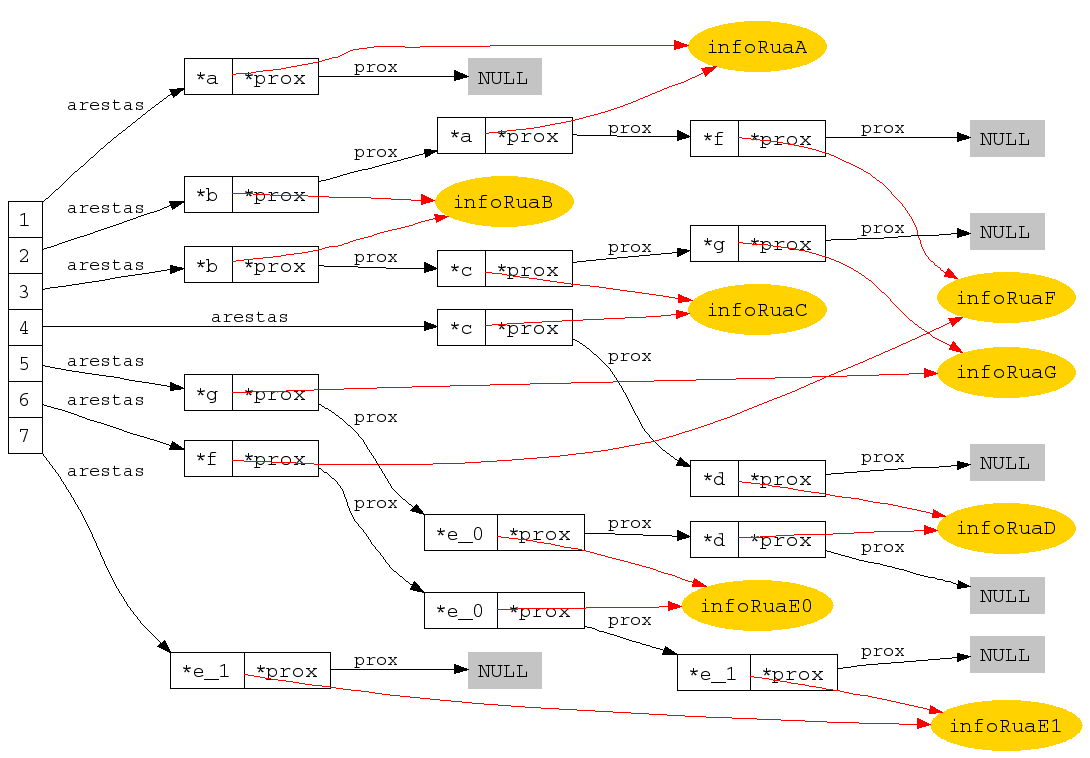 infoRuaA
*a *prox
prox
NULL
arestas
*a *prox
prox
*f *prox
prox
NULL
prox
*b *prox
infoRuaB
arestas
1
2
3
4
5
6
7
*b *prox
arestas
prox
*c *prox
prox
*g *prox
prox
NULL
infoRuaF
infoRuaC
arestas
*c *prox
prox
infoRuaG
arestas
*g *prox
prox
arestas
*f *prox
prox
*d *prox
prox
NULL
infoRuaD
*e_0 *prox
prox
*d *prox
prox
NULL
infoRuaE0
*e_0 *prox
prox
*e_1 *prox
prox
NULL
arestas
*e_1 *prox
prox
NULL
infoRuaE1